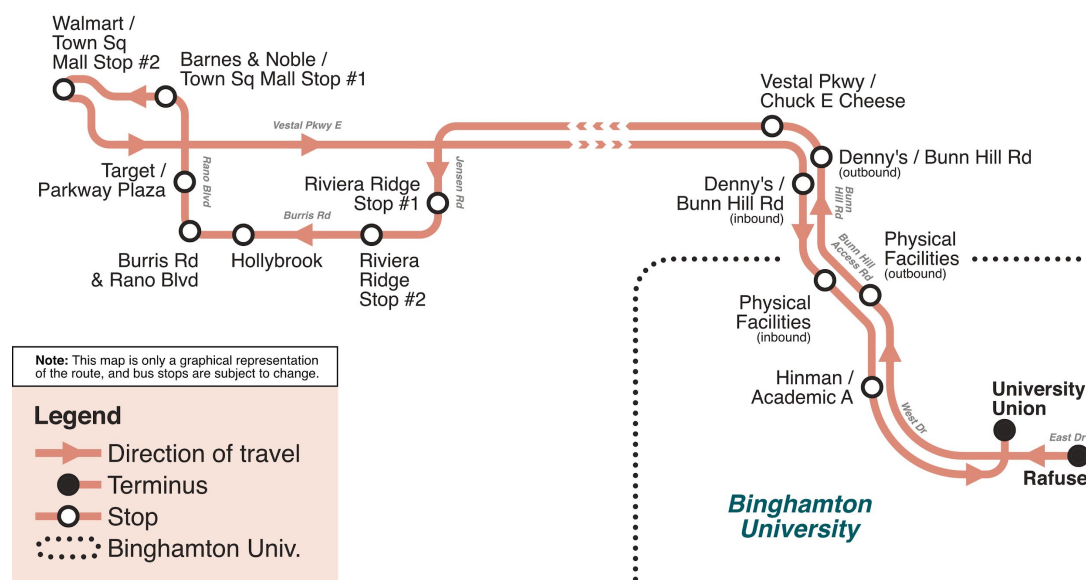 Walmart /
Town Sq
Mall Stop #2
Barnes & Noble /
Town Sq Mall Stop #1
Vestal Pkwy E
Vestal Pkwy /
Chuck E Cheese
Target /
Parkway Plaza
Rano Blvd
Riviera Ridge
Stop #1
Jensen Rd
Denny's / Bunn Hill Rd
(outbound)
Denny's /
Bunn Hill Rd
(inbound)
Bunn
Hill Rd
Burris Rd
Burris Rd
& Rano Blvd
Hollybrook
Riviera
Ridge
Stop #2
Bunn Hill
Access Rd
Physical
Facilities
(outbound)
Physical
Facilities
(inbound)
Hinman /
Academic A
West Dr
University
Union
East Dr
Rafuse
Binghamton
University
Note: This map is only a graphical representation
of the route, and bus stops are subject to change.
Legend
Direction of travel
Terminus
Stop
Binghamton Univ.